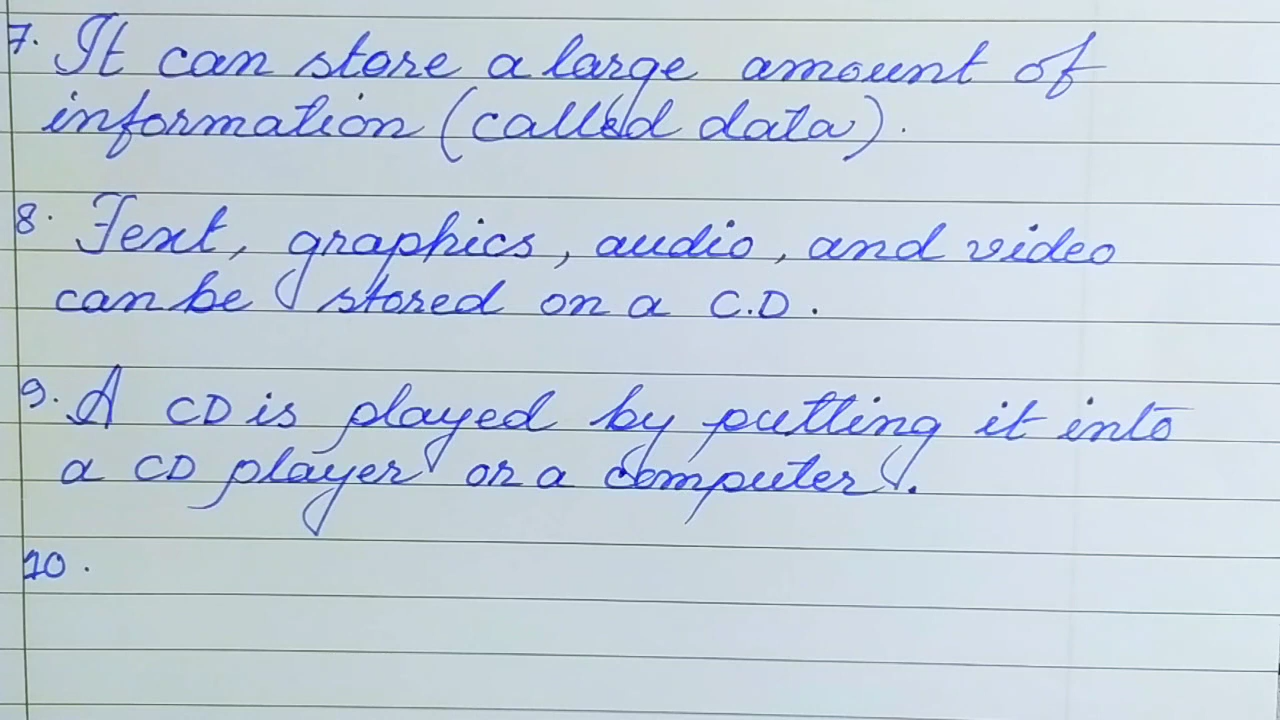 7. It can store a large amount of
information (called data).
8. Text, graphics, audio, and video
can be stored on a C.D.
9. A CD is played by putting it into
a CD player or a computer.
10.